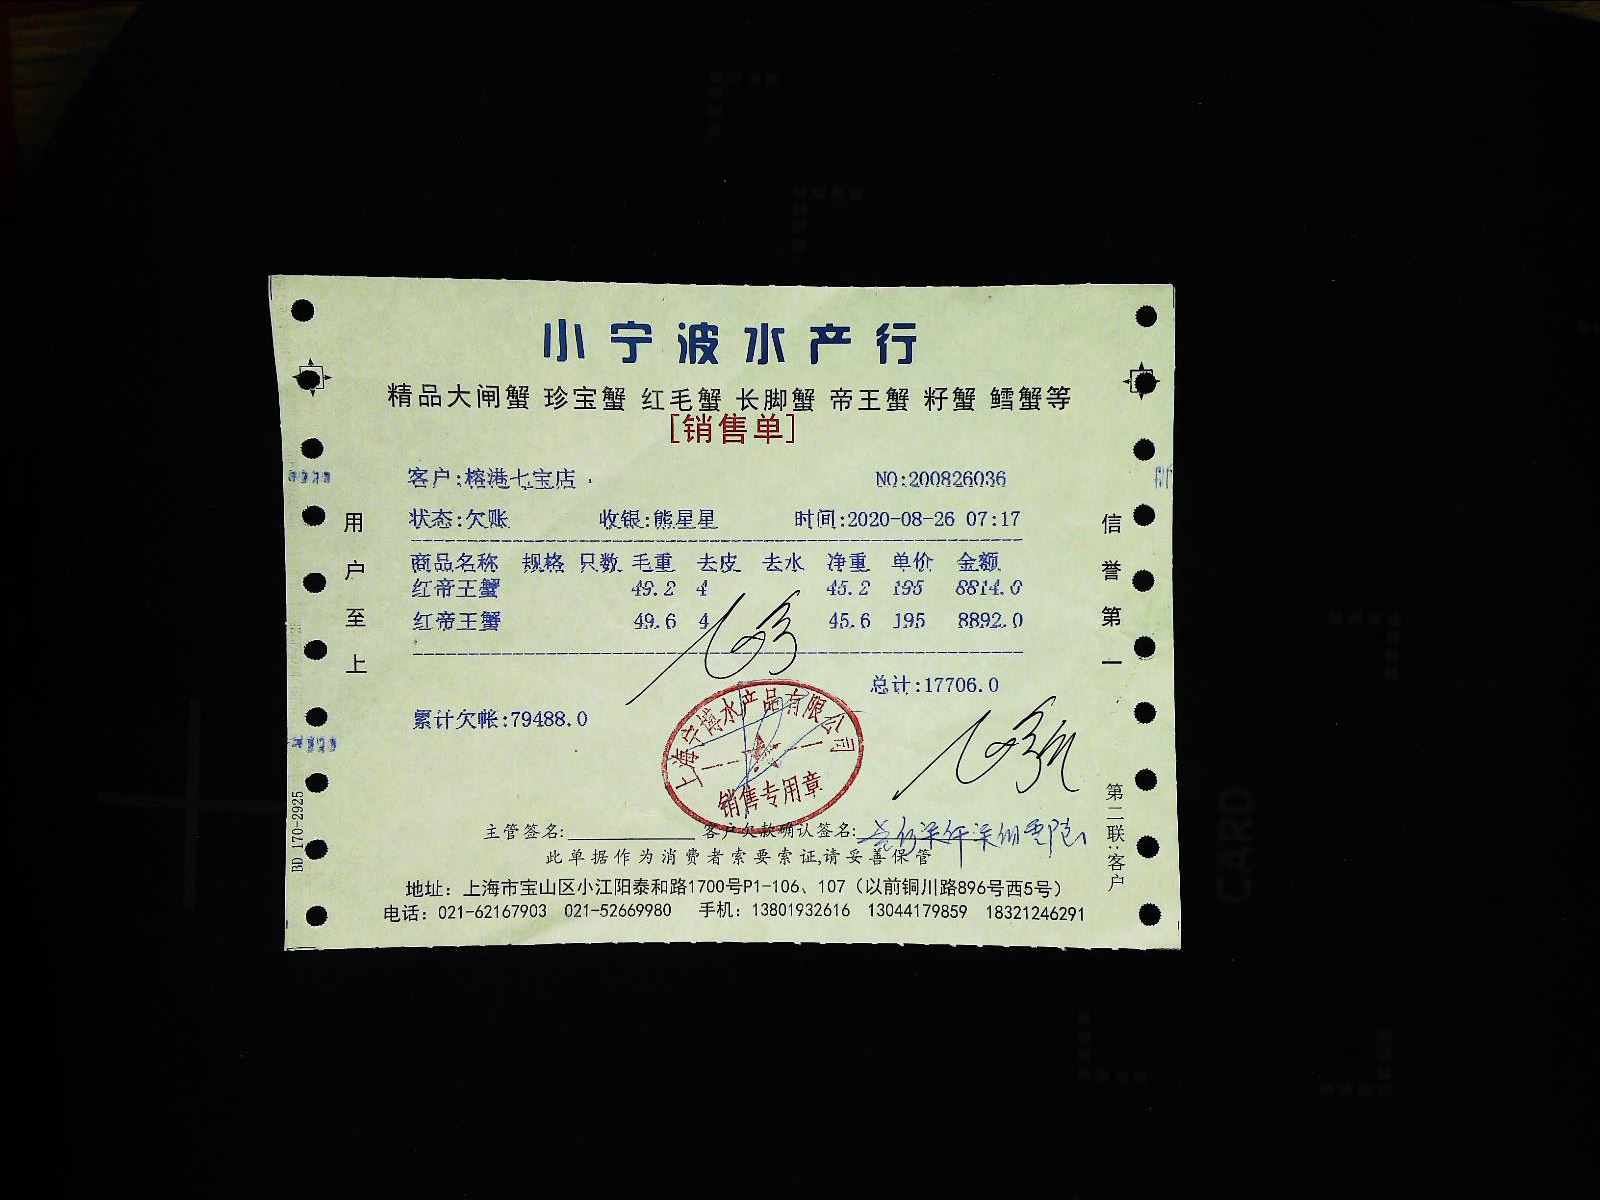 小宁波水产行
精品大闸蟹 珍宝蟹 红毛蟹 长脚蟹 帝王蟹 籽蟹 鳕蟹等
[销售单]
客户:榕港七宝店 NO:200826036
状态:欠账 收银:熊星星 时间:2020-08-26 07:17
商品名称 规格 只数 毛重 去皮 去水 净重 单价 金额
红帝王蟹 49.2 4 45.2 195 8814.0
红帝王蟹 49.6 4 45.6 195 8892.0
总计:17706.0
累计欠帐:79488.0
上海宁博水产品有限公司
销售专用章
主管签名: 客户欠款确认签名:
此单据作为消费者索要索证,请妥善保管
地址：上海市宝山区小江阳泰和路1700号P1-106、107（以前铜川路896号西5号）
电话：021-62167903 021-52669980 手机：13801932616 13044179859 18321246291
用户至上
信誉第一
第二联:客户
BD 170-2925
CARD